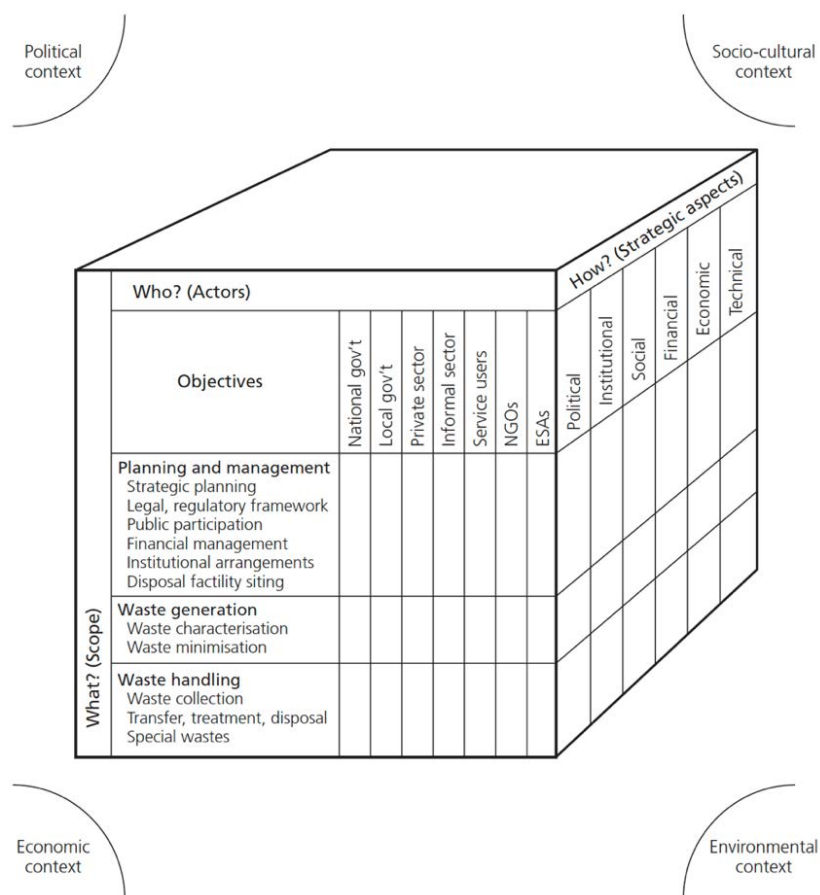 Political
context
Socio-cultural
context
How? (Strategic aspects)
Who? (Actors)
Objectives
National gov't
Local gov't
Private sector
Informal sector
Service users
NGOs
ESAs
Political
Institutional
Social
Financial
Economic
Technical
What? (Scope)
Planning and management
Strategic planning
Legal, regulatory framework
Public participation
Financial management
Institutional arrangements
Disposal factility siting
Waste generation
Waste characterisation
Waste minimisation
Waste handling
Waste collection
Transfer, treatment, disposal
Special wastes
Economic
context
Environmental
context